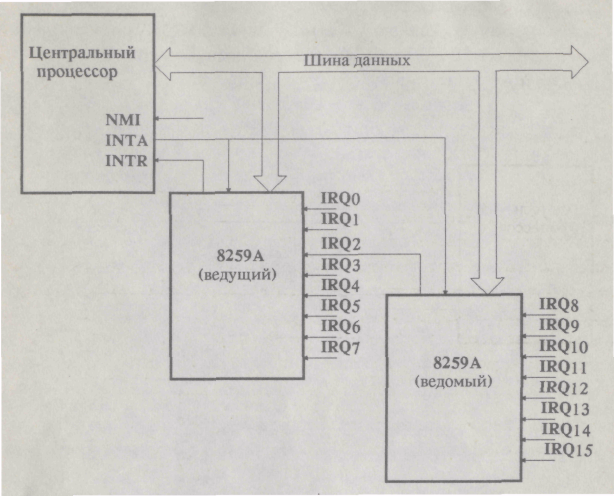 Центральный
процессор
Шина данных
NMI
INTA
INTR
8259A
(ведущий)
IRQ0
IRQ1
IRQ2
IRQ3
IRQ4
IRQ5
IRQ6
IRQ7
8259A
(ведомый)
IRQ8
IRQ9
IRQ10
IRQ11
IRQ12
IRQ13
IRQ14
IRQ15